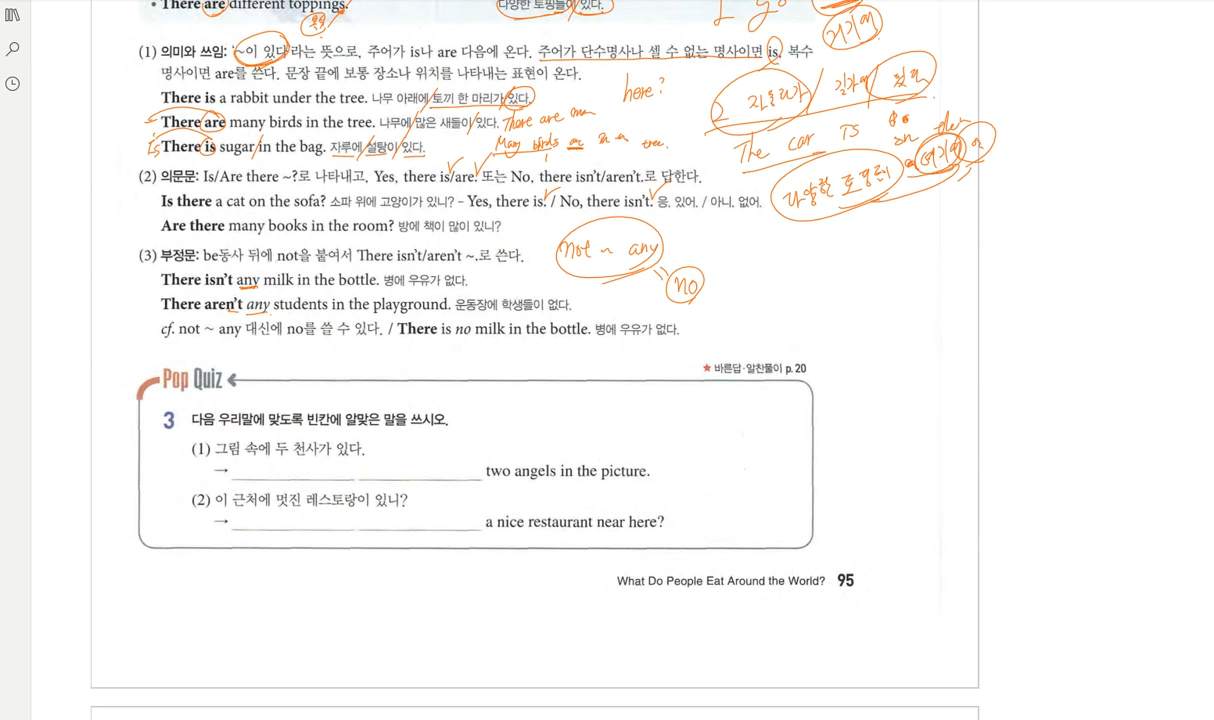 • There are different toppings. 다양한 토핑들이 있다.
복수
거기에
(1) 의미와 쓰임: '~이 있다'라는 뜻으로, 주어가 is나 are 다음에 온다. 주어가 단수명사나 셀 수 없는 명사이면 is, 복수
명사이면 are를 쓴다. 문장 끝에 보통 장소나 위치를 나타내는 표현이 온다.
here?
There is a rabbit under the tree. 나무 아래에 토끼 한 마리가 있다.
There are many birds in the tree. 나무에 많은 새들이 있다. There are
There is sugar in the bag. 자루에 설탕이 있다. Many birds are tree.
The car is
(2) 의문문: Is/Are there ~?로 나타내고, Yes, there is/are. 또는 No, there isn't/aren't.로 답한다.
Is there a cat on the sofa? 소파 위에 고양이가 있니? – Yes, there is. / No, there isn't. 응, 있어. / 아니, 없어.
다양한 토핑들이
Are there many books in the room? 방에 책이 많이 있니?
(3) 부정문: be동사 뒤에 not을 붙여서 There isn't/aren't ~.로 쓴다.
not ~ any
There isn't any milk in the bottle. 병에 우유가 없다.
no
There aren't any students in the playground. 운동장에 학생들이 없다.
cf. not ~ any 대신에 no를 쓸 수 있다. / There is no milk in the bottle. 병에 우유가 없다.
★ 바른답·알찬풀이 p. 20
Pop Quiz
3 다음 우리말에 맞도록 빈칸에 알맞은 말을 쓰시오.
(1) 그림 속에 두 천사가 있다.
→ two angels in the picture.
(2) 이 근처에 멋진 레스토랑이 있니?
→ a nice restaurant near here?
What Do People Eat Around the World? 95